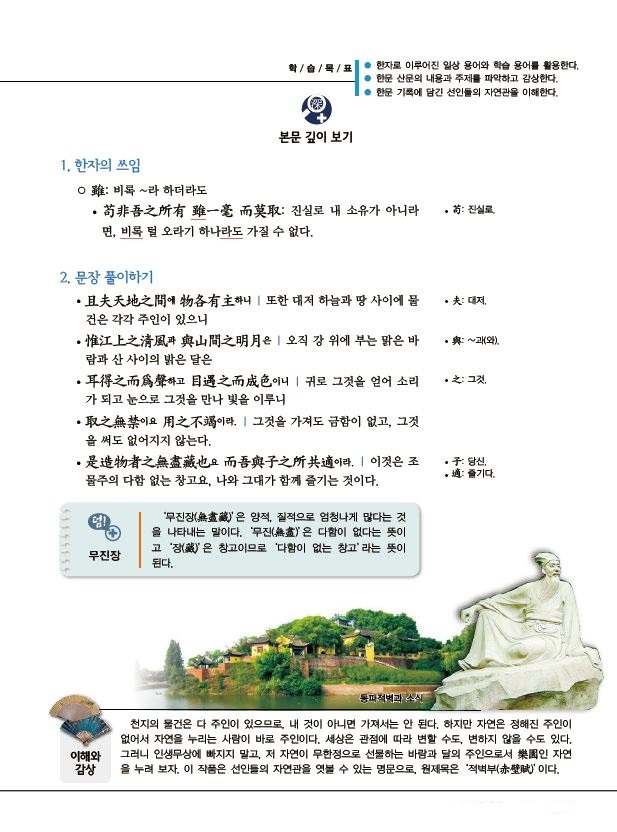 학 / 습 / 목 / 표
● 한자로 이루어진 일상 용어와 학습 용어를 활용한다.
● 한문 산문의 내용과 주제를 파악하고 감상한다.
● 한문 기록에 담긴 선인들의 자연관을 이해한다.
본문 깊이 보기
1. 한자의 쓰임
○ 雖: 비록 ~라 하더라도
• 苟非吾之所有 雖一毫 而莫取: 진실로 내 소유가 아니라
면, 비록 털 오라기 하나라도 가질 수 없다.
• 苟: 진실로.
2. 문장 풀이하기
• 且夫天地之間에 物各有主하니 | 또한 대저 하늘과 땅 사이에 물
건은 각각 주인이 있으니
• 夫: 대저.
• 惟江上之淸風과 與山間之明月은 | 오직 강 위에 부는 맑은 바
람과 산 사이의 밝은 달은
• 與: ~과(와).
• 耳得之而爲聲하고 目遇之而成色이니 | 귀로 그것을 얻어 소리
가 되고 눈으로 그것을 만나 빛을 이루니
• 之: 그것.
• 取之無禁이요 用之不竭이라. | 그것을 가져도 금함이 없고, 그것
을 써도 없어지지 않는다.
• 是造物者之無盡藏也요 而吾與子之所共適이라. | 이것은 조
물주의 다함 없는 창고요, 나와 그대가 함께 즐기는 것이다.
• 子: 당신.
• 適: 즐기다.
덤!
무진장
'무진장(無盡藏)'은 양적, 질적으로 엄청나게 많다는 것
을 나타내는 말이다. '무진(無盡)'은 다함이 없다는 뜻이
고 '장(藏)'은 창고이므로 '다함이 없는 창고'라는 뜻이
된다.
동파적벽과 소식
이해와
감상
천지의 물건은 다 주인이 있으므로, 내 것이 아니면 가져서는 안 된다. 하지만 자연은 정해진 주인이
없어서 자연을 누리는 사람이 바로 주인이다. 세상은 관점에 따라 변할 수도, 변하지 않을 수도 있다.
그러니 인생무상에 빠지지 말고, 저 자연이 무한정으로 선물하는 바람과 달의 주인으로서 樂園인 자연
을 누려 보자. 이 작품은 선인들의 자연관을 엿볼 수 있는 명문으로, 원제목은 '적벽부(赤壁賦)'이다.